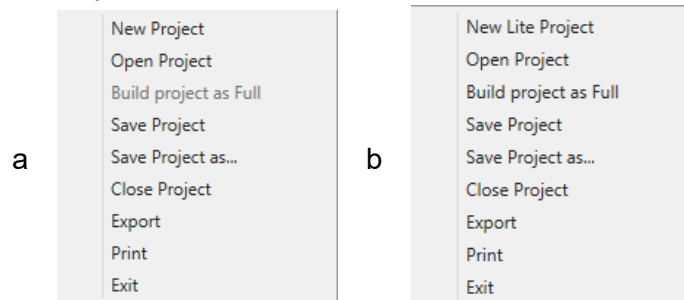 a
New Project
Open Project
Build project as Full
Save Project
Save Project as...
Close Project
Export
Print
Exit
b
New Lite Project
Open Project
Build project as Full
Save Project
Save Project as...
Close Project
Export
Print
Exit